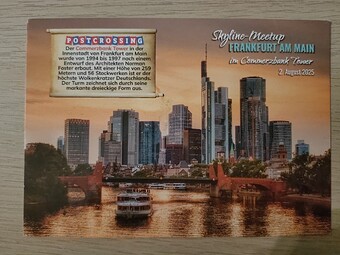 POSTCROSSING
Der Commerzbank Tower in der
Innenstadt von Frankfurt am Main
wurde von 1994 bis 1997 nach einem
Entwurf des Architekten Norman
Foster erbaut. Mit einer Höhe von 259
Metern und 56 Stockwerken ist er der
höchste Wolkenkratzer Deutschlands.
Der Turm zeichnet sich durch seine
markante dreieckige Form aus.
Skyline-Meetup
FRANKFURT AM MAIN
im Commerzbank Tower
2. August 2025